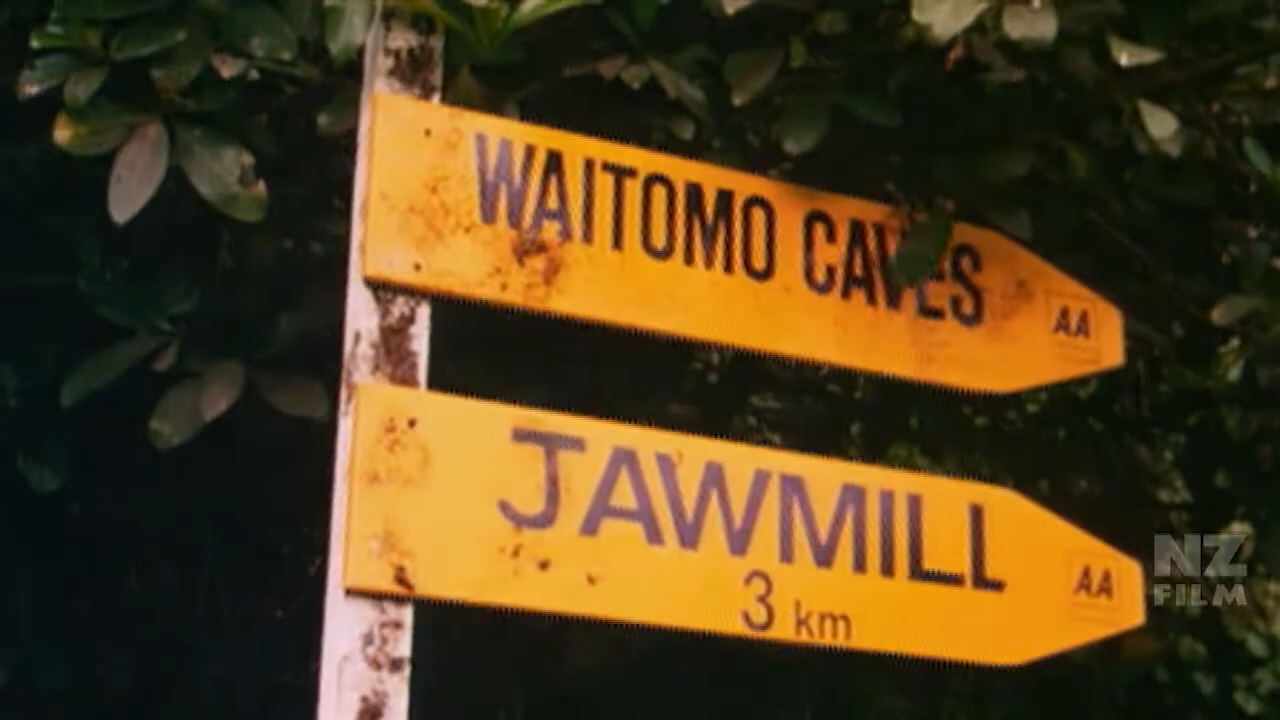 WAITOMO CAVES
AA
JAWMILL
3 km
AA
NZ
FILM